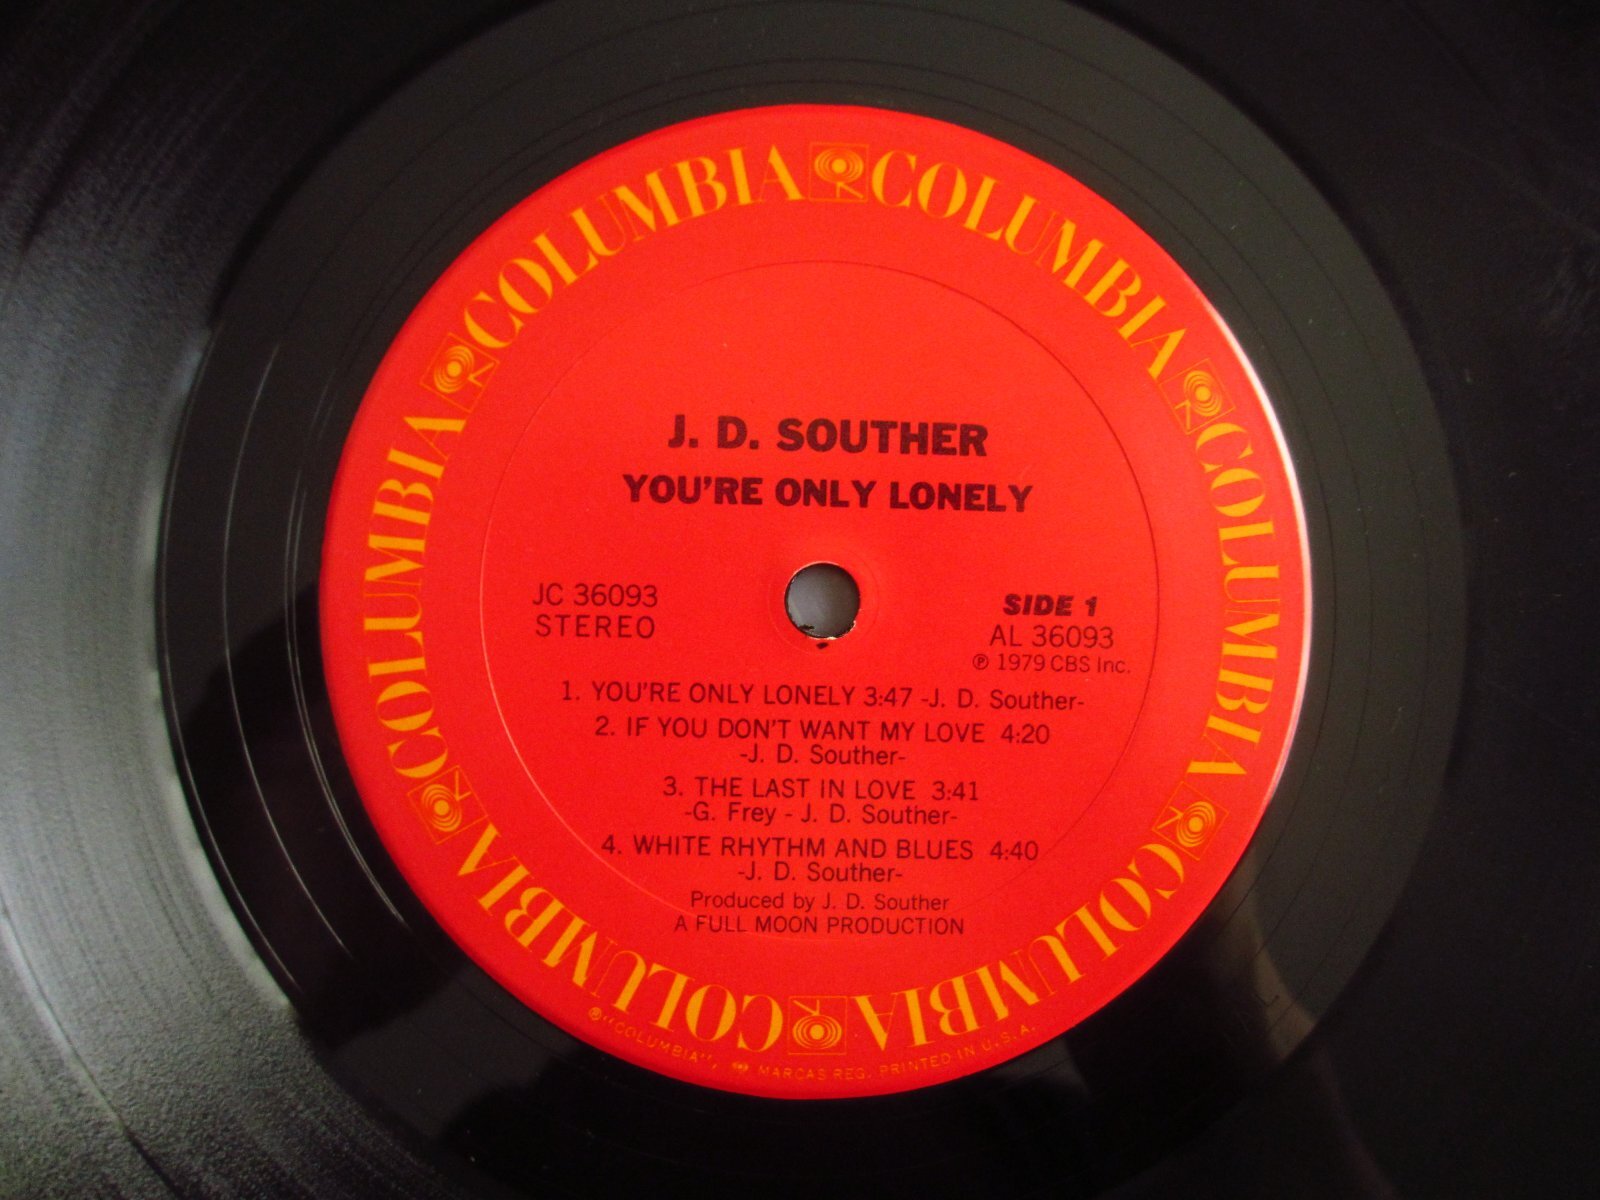 COLUMBIA COLUMBIA COLUMBIA COLUMBIA COLUMBIA COLUMBIA
J. D. SOUTHER
YOU'RE ONLY LONELY
JC 36093
STEREO
SIDE 1
AL 36093
℗ 1979 CBS Inc.
1. YOU'RE ONLY LONELY 3:47 -J. D. Souther-
2. IF YOU DON'T WANT MY LOVE 4:20
-J. D. Souther-
3. THE LAST IN LOVE 3:41
-G. Frey - J. D. Souther-
4. WHITE RHYTHM AND BLUES 4:40
-J. D. Souther-
Produced by J. D. Souther
A FULL MOON PRODUCTION
®"COLUMBIA", MARCAS REG. PRINTED IN U.S.A.